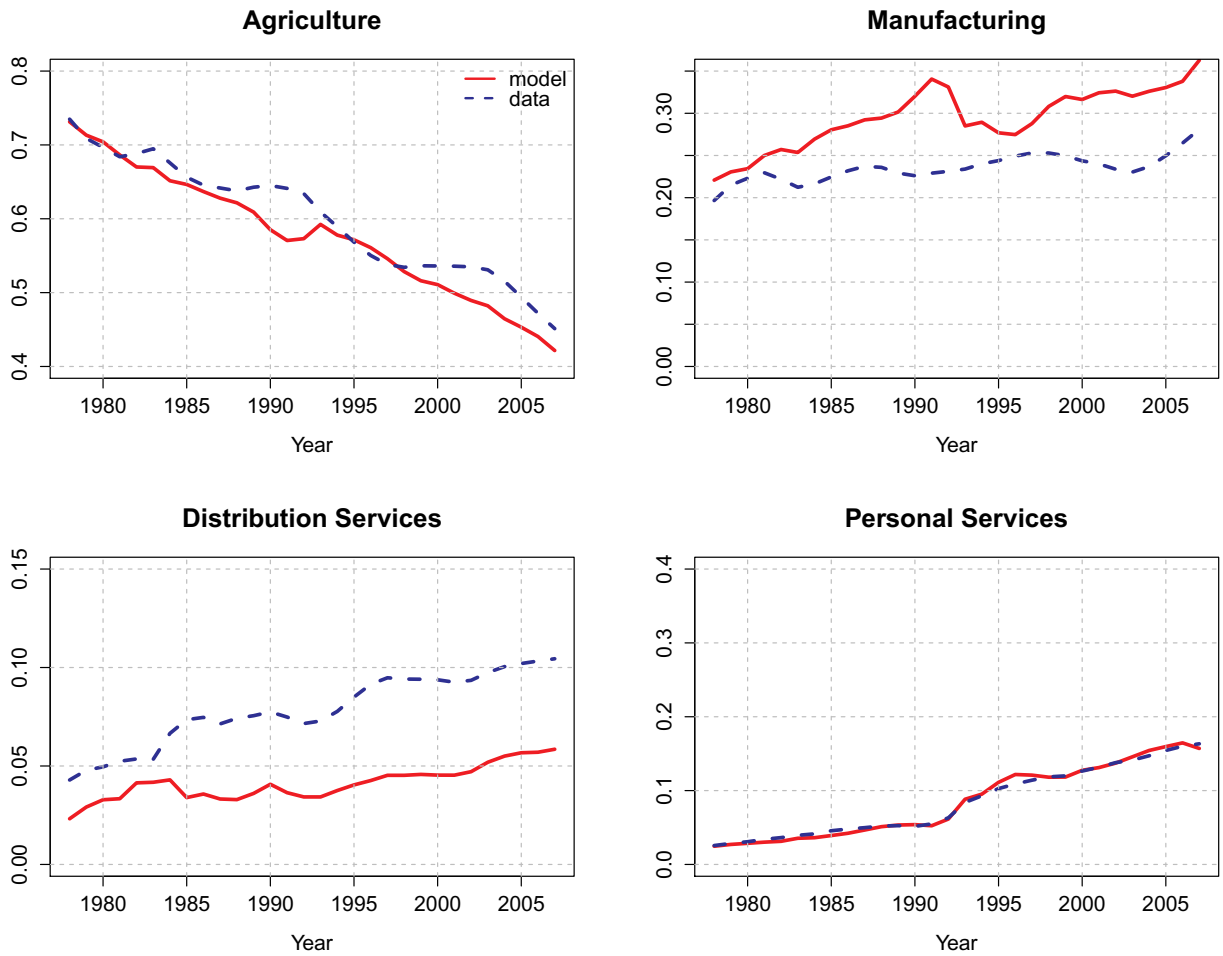 Agriculture
0.8
0.7
0.6
0.5
0.4
model
data
1980 1985 1990 1995 2000 2005
Year
Manufacturing
0.30
0.20
0.10
0.00
1980 1985 1990 1995 2000 2005
Year
Distribution Services
0.15
0.10
0.05
0.00
1980 1985 1990 1995 2000 2005
Year
Personal Services
0.4
0.3
0.2
0.1
0.0
1980 1985 1990 1995 2000 2005
Year